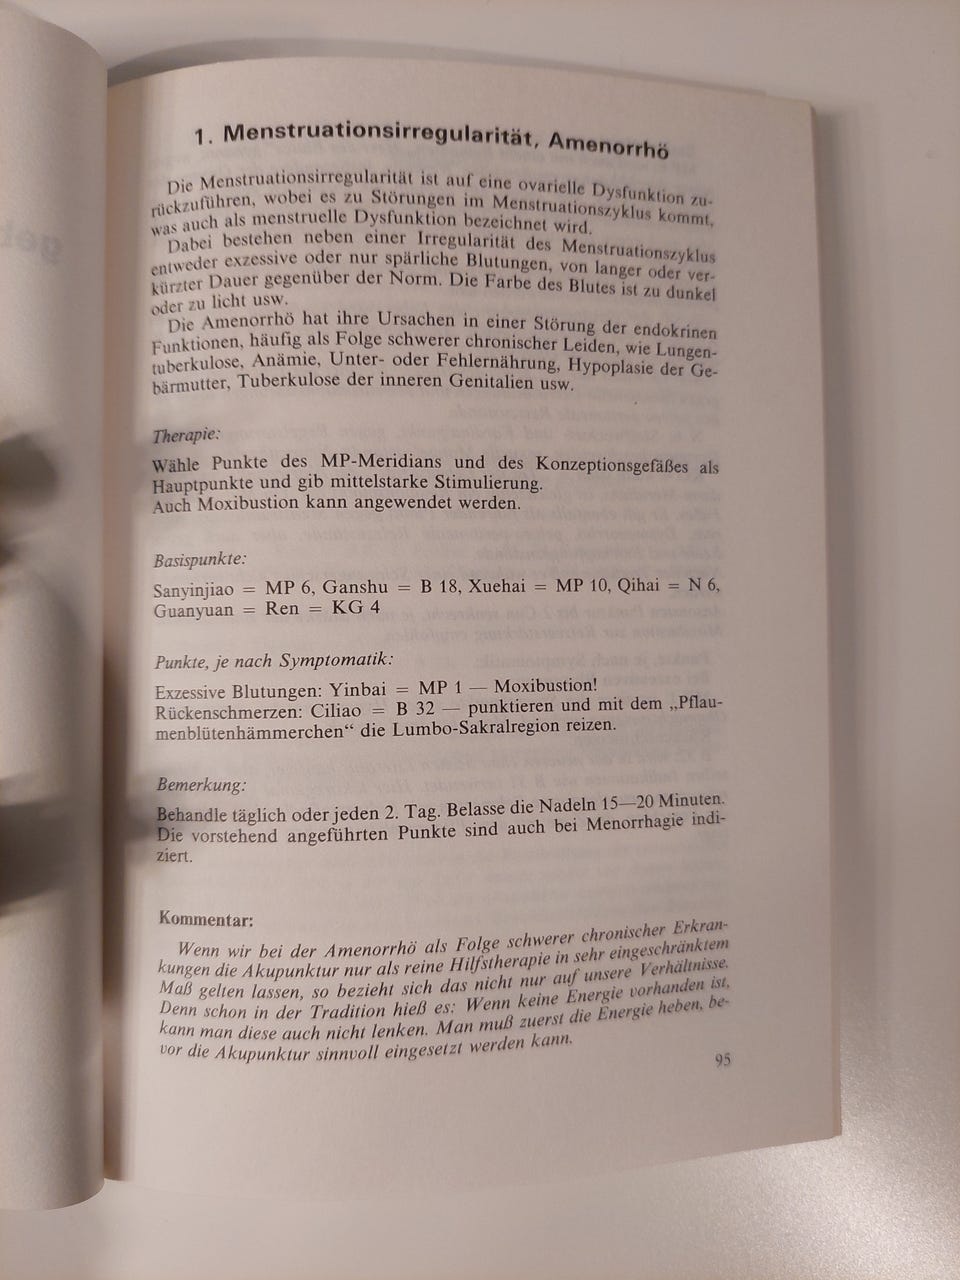 1. Menstruationsirregularität, Amenorrhö
Die Menstruationsirregularität ist auf eine ovarielle Dysfunktion zu-
rückzuführen, wobei es zu Störungen im Menstruationszyklus kommt,
was auch als menstruelle Dysfunktion bezeichnet wird.
Dabei bestehen neben einer Irregularität des Menstruationszyklus
entweder exzessive oder nur spärliche Blutungen, von langer oder ver-
kürzter Dauer gegenüber der Norm. Die Farbe des Blutes ist zu dunkel
oder zu licht usw.
Die Amenorrhö hat ihre Ursachen in einer Störung der endokrinen
Funktionen, häufig als Folge schwerer chronischer Leiden, wie Lungen-
tuberkulose, Anämie, Unter- oder Fehlernährung, Hypoplasie der Ge-
bärmutter, Tuberkulose der inneren Genitalien usw.
Therapie:
Wähle Punkte des MP-Meridians und des Konzeptionsgefäßes als
Hauptpunkte und gib mittelstarke Stimulierung.
Auch Moxibustion kann angewendet werden.
Basispunkte:
Sanyinjiao = MP 6, Ganshu = B 18, Xuehai = MP 10, Qihai = N 6,
Guanyuan = Ren = KG 4
Punkte, je nach Symptomatik:
Exzessive Blutungen: Yinbai = MP 1 — Moxibustion!
Rückenschmerzen: Ciliao = B 32 — punktieren und mit dem „Pflau-
menblütenhämmerchen“ die Lumbo-Sakralregion reizen.
Bemerkung:
Behandle täglich oder jeden 2. Tag. Belasse die Nadeln 15—20 Minuten.
Die vorstehend angeführten Punkte sind auch bei Menorrhagie indi-
ziert.
Kommentar:
Wenn wir bei der Amenorrhö als Folge schwerer chronischer Erkran-
kungen die Akupunktur nur als reine Hilfstherapie in sehr eingeschränktem
Maß gelten lassen, so bezieht sich das nicht nur auf unsere Verhältnisse.
Denn schon in der Tradition hieß es: Wenn keine Energie vorhanden ist,
kann man diese auch nicht lenken. Man muß zuerst die Energie heben, be-
vor die Akupunktur sinnvoll eingesetzt werden kann.
95